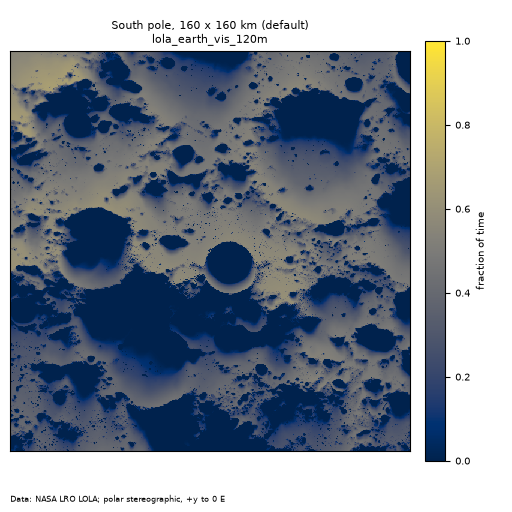 South pole, 160 x 160 km (default)
lola_earth_vis_120m
1.0
0.8
0.6
0.4
0.2
0.0
fraction of time
Data: NASA LRO LOLA; polar stereographic, +y to 0 E